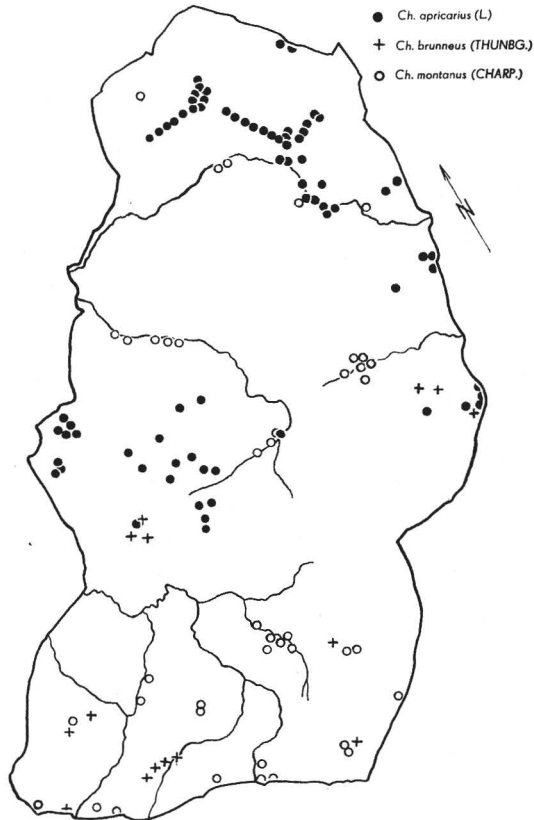 Ch. apricarius (L.)
Ch. brunneus (THUNBG.)
Ch. montanus (CHARP.)
N